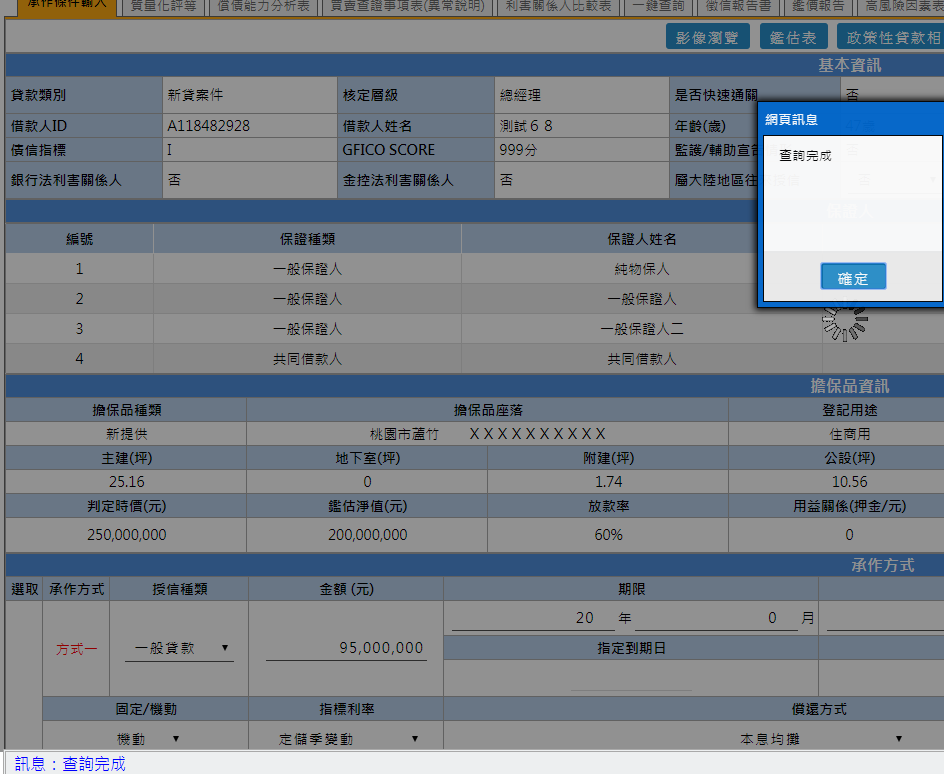 承作條件輸入 質量化評等 償債能力分析表 買賣查證事項表(異常說明) 利害關係人比較表 一鍵查詢 徵信報告書 鑑價報告 高風險因素表
影像瀏覽 鑑估表 政策性貸款相
基本資訊
貸款類別 新貸案件 核定層級 總經理 是否快速通關 否
借款人ID A118482928 借款人姓名 測試６８ 年齡(歲)
債信指標 I GFICO SCORE 999分 監護/輔助宣
銀行法利害關係人 否 金控法利害關係人 否 屬大陸地區往
網頁訊息
查詢完成
確定
編號 保證種類 保證人姓名
1 一般保證人 純物保人
2 一般保證人 一般保證人
3 一般保證人 一般保證人二
4 共同借款人 共同借款人
擔保品資訊
擔保品種類 擔保品座落 登記用途
新提供 桃園市蘆竹 ＸＸＸＸＸＸＸＸＸＸ 住商用
主建(坪) 地下室(坪) 附建(坪) 公設(坪)
25.16 0 1.74 10.56
判定時價(元) 鑑估淨值(元) 放款率 用益關係(押金/元)
250,000,000 200,000,000 60% 0
承作方式
選取 承作方式 授信種類 金額 (元) 期限
20 年 0 月
方式一 一般貸款 ▼ 95,000,000 指定到期日
固定/機動 指標利率 償還方式
機動 ▼ 定儲季變動 ▼ 本息均攤 ▼
訊息：查詢完成